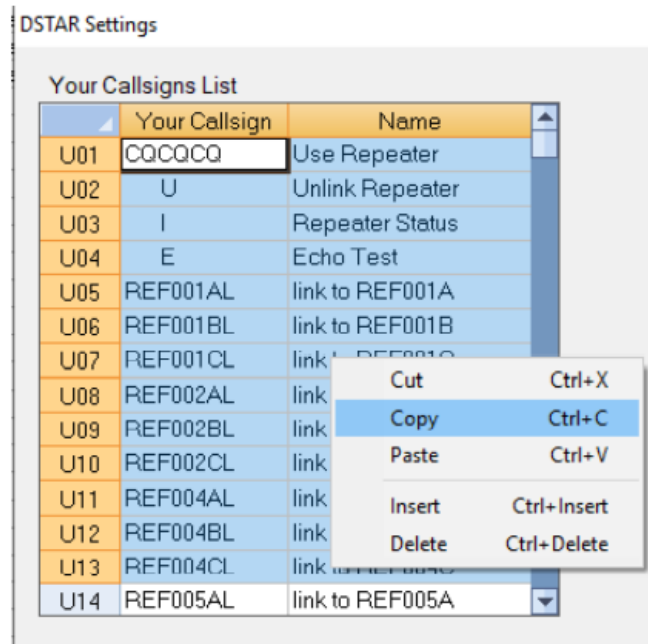 DSTAR Settings
Your Callsigns List
Your Callsign Name
U01 CQCQCQ Use Repeater
U02 U Unlink Repeater
U03 I Repeater Status
U04 E Echo Test
U05 REF001AL link to REF001A
U06 REF001BL link to REF001B
U07 REF001CL link
U08 REF002AL link
U09 REF002BL link
U10 REF002CL link
U11 REF004AL link
U12 REF004BL link
U13 REF004CL link
U14 REF005AL link to REF005A
Cut Ctrl+X
Copy Ctrl+C
Paste Ctrl+V
Insert Ctrl+Insert
Delete Ctrl+Delete